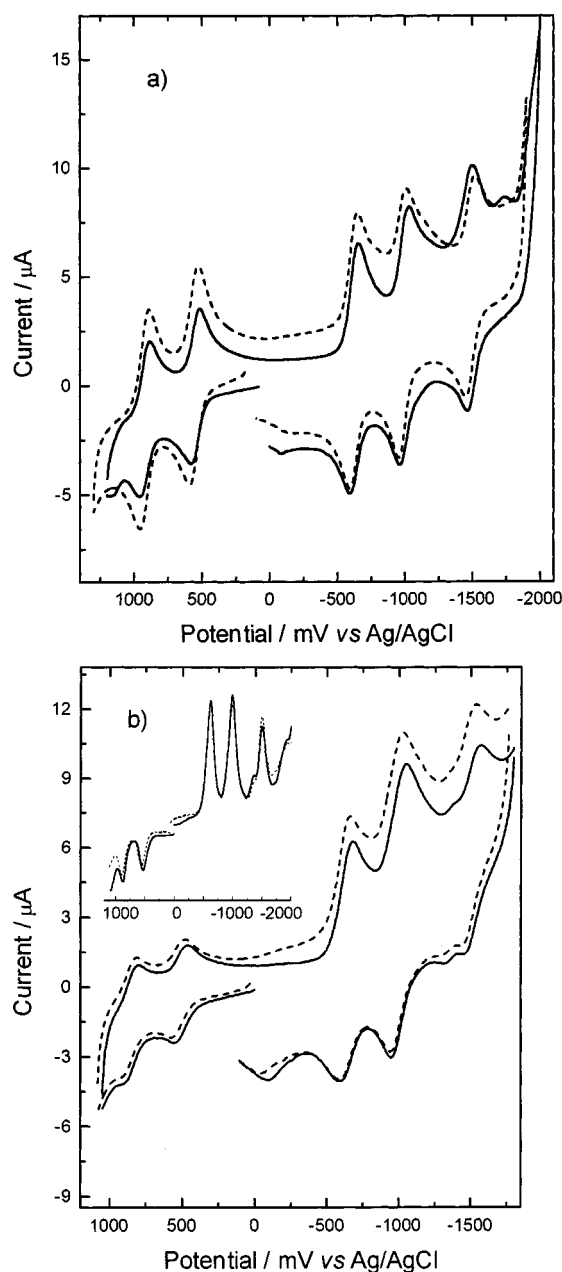 a)
15
10
5
0
-5
Current / μA
1000 500 0 -500 -1000 -1500 -2000
Potential / mV vs Ag/AgCl
b)
12
9
6
3
0
-3
-6
-9
Current / μA
1000 0 -1000 -2000
1000 500 0 -500 -1000 -1500
Potential / mV vs Ag/AgCl